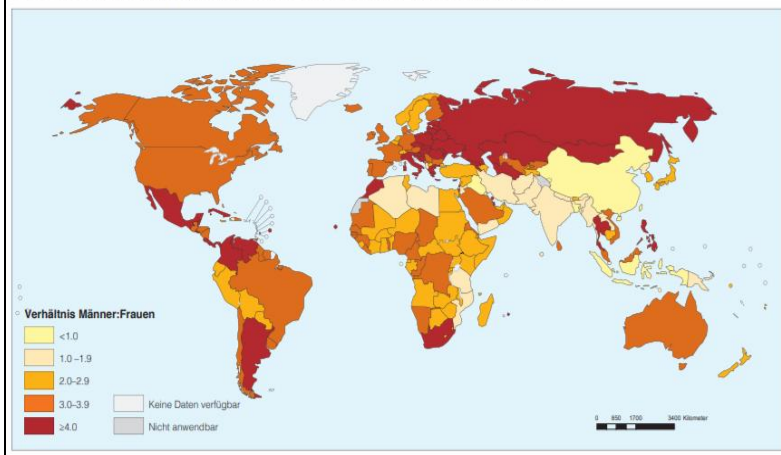 Verhältnis Männer:Frauen
<1.0
1.0 –1.9
2.0–2.9
3.0–3.9
≥4.0
Keine Daten verfügbar
Nicht anwendbar
0 850 1700 3400 Kilometer